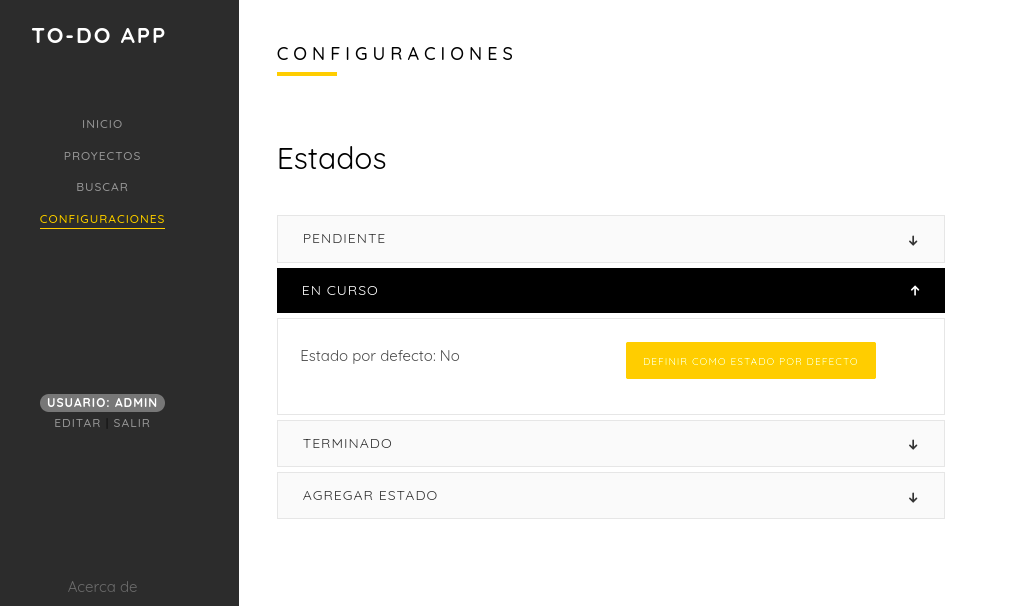 TO-DO APP
INICIO
PROYECTOS
BUSCAR
CONFIGURACIONES
USUARIO: ADMIN
EDITAR | SALIR
Acerca de
CONFIGURACIONES
Estados
PENDIENTE
EN CURSO
Estado por defecto: No
DEFINIR COMO ESTADO POR DEFECTO
TERMINADO
AGREGAR ESTADO